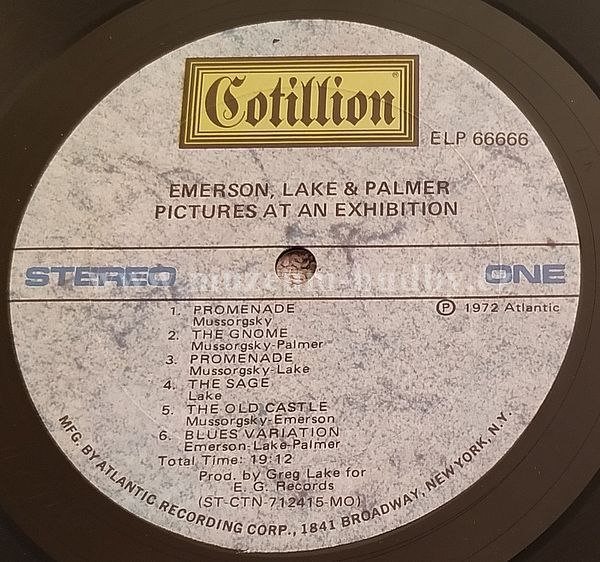 Cotillion®
ELP 66666
EMERSON, LAKE & PALMER
PICTURES AT AN EXHIBITION
STEREO ONE
℗ 1972 Atlantic
1. PROMENADE
Mussorgsky
2. THE GNOME
Mussorgsky-Palmer
3. PROMENADE
Mussorgsky-Lake
4. THE SAGE
Lake
5. THE OLD CASTLE
Mussorgsky-Emerson
6. BLUES VARIATION
Emerson-Lake-Palmer
Total Time: 19:12
Prod. by Greg Lake for
E. G. Records
(ST-CTN-712415-MO)
MFG. BY ATLANTIC RECORDING CORP., 1841 BROADWAY, NEW YORK, N.Y.